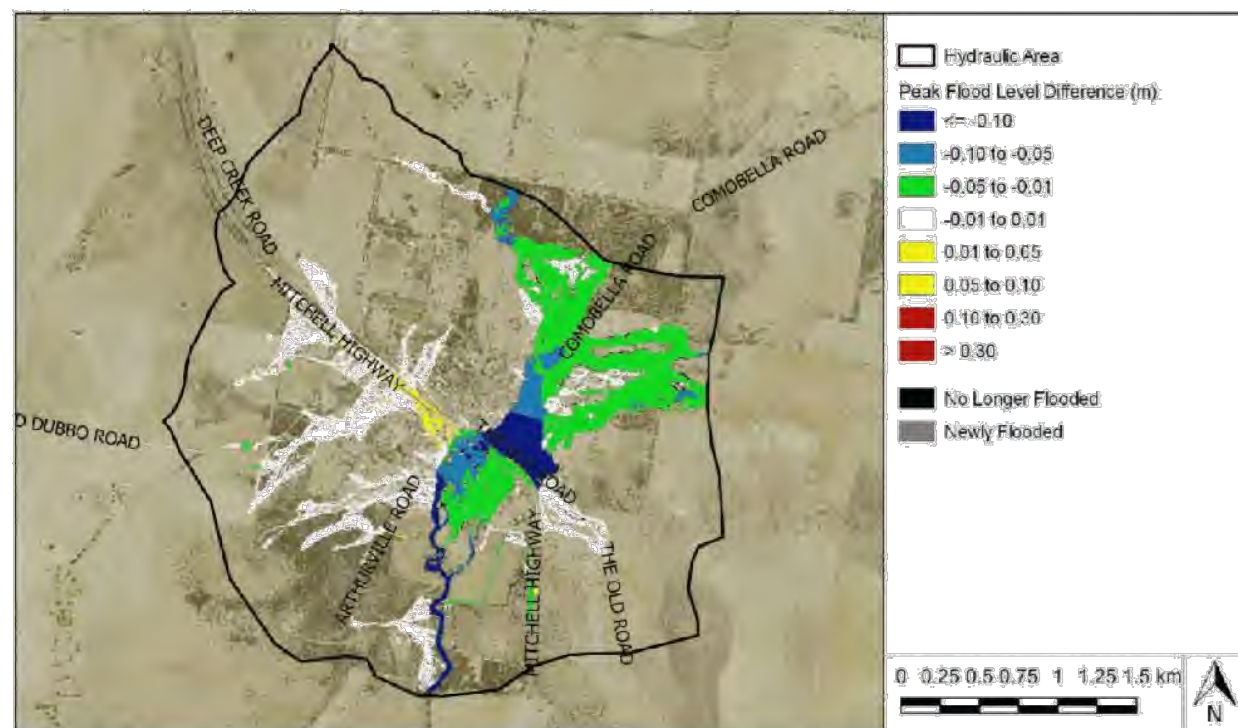 DEEP CREEK ROAD
COMOBELLA ROAD
MITCHELL HIGHWAY
COMOBELLA ROAD
D DUBBO ROAD
ROAD
ARTHURVILLE ROAD
MITCHELL HIGHWAY
THE OLD ROAD
Hydraulic Area
Peak Flood Level Difference (m)
<= -0.10
-0.10 to -0.05
-0.05 to -0.01
-0.01 to 0.01
0.01 to 0.05
0.05 to 0.10
0.10 to 0.30
> 0.30
No Longer Flooded
Newly Flooded
0 0.25 0.5 0.75 1 1.25 1.5 km
N